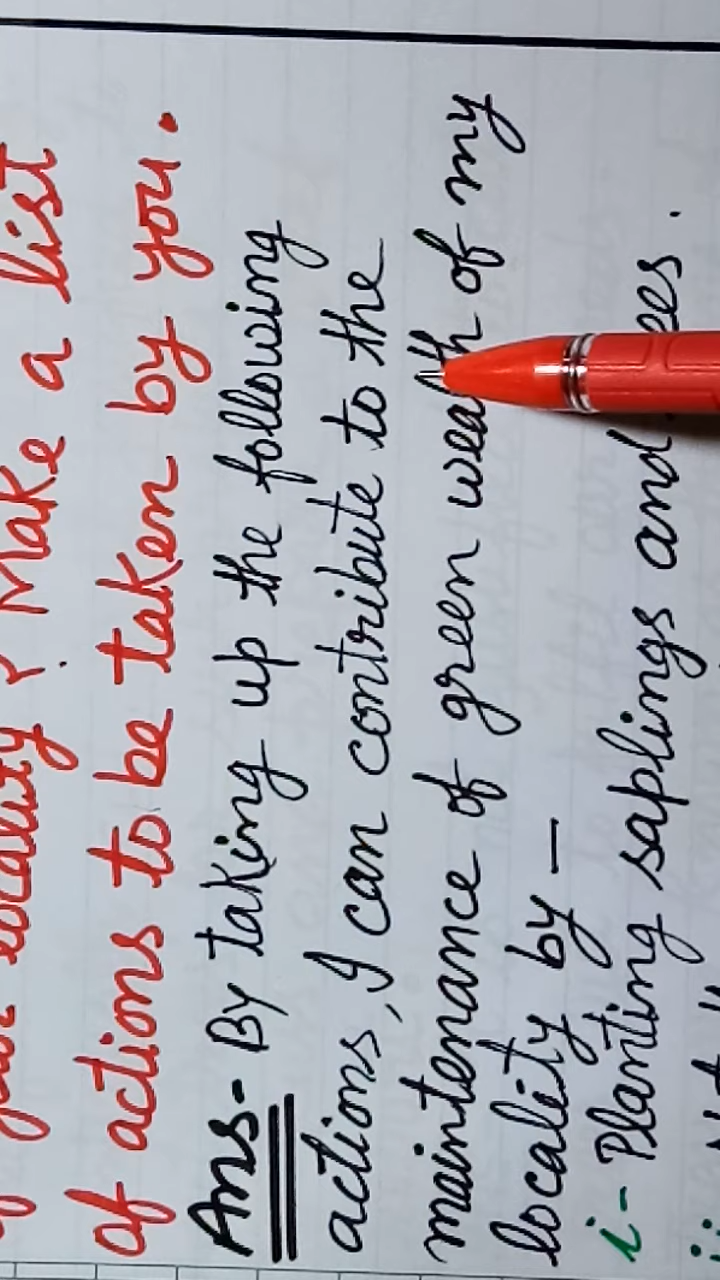 your locality ? Make a list
of actions to be taken by you.
Ans- By taking up the following
actions, I can contribute to the
maintenance of green wealth of my
locality by –
i- Planting saplings and